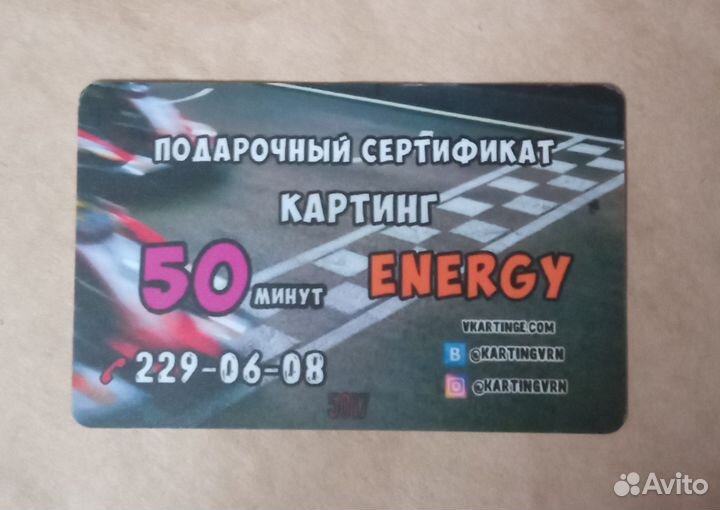 ПОДАРОЧНЫЙ СЕРТИФИКАТ
КАРТИНГ
50 МИНУТ ENERGY
VKARTINGE.COM
@KARTINGVRN
229-06-08
@KARTINGVRN
Avito